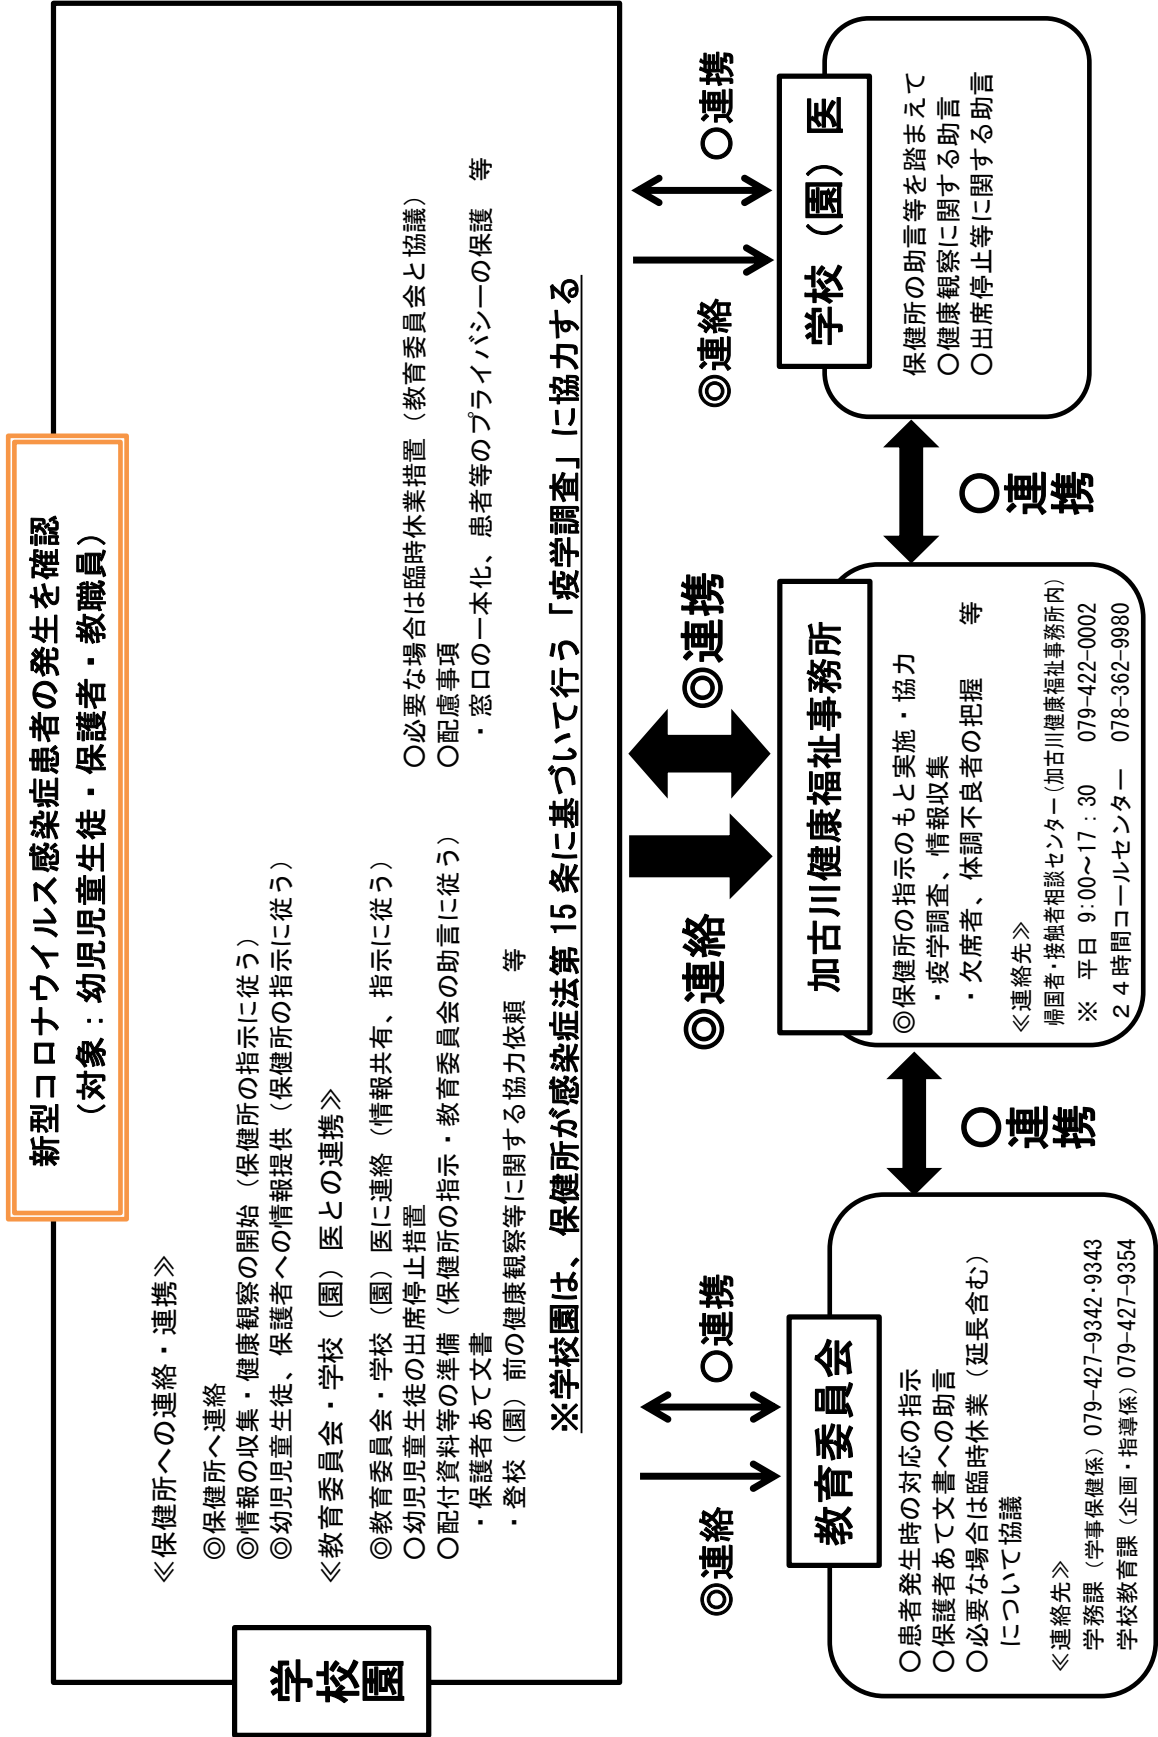 新型コロナウイルス感染症患者の発生を確認
（対象：幼児児童生徒・保護者・教職員）
学校園
≪保健所への連絡・連携≫
◎保健所へ連絡
◎情報の収集・健康観察の開始（保健所の指示に従う）
◎幼児児童生徒、保護者への情報提供（保健所の指示に従う）
≪教育委員会・学校（園）医との連携≫
◎教育委員会・学校（園）医に連絡（情報共有、指示に従う）
〇幼児児童生徒の出席停止措置
〇配付資料等の準備（保健所の指示・教育委員会の助言に従う）
・保護者あて文書
・登校（園）前の健康観察等に関する協力依頼　等
〇必要な場合は臨時休業措置（教育委員会と協議）
〇配慮事項
・窓口の一本化、患者等のプライバシーの保護　等
※学校園は、保健所が感染症法第 15 条に基づいて行う「疫学調査」に協力する
◎連絡
〇連携
◎連絡
◎連携
◎連絡
〇連携
教育委員会
〇患者発生時の対応の指示
〇保護者あて文書への助言
〇必要な場合は臨時休業（延長含む）
について協議
≪連絡先≫
学務課（学事保健係）079-427-9342･9343
学校教育課（企画・指導係）079-427-9354
〇連携
加古川健康福祉事務所
◎保健所の指示のもと実施・協力
・疫学調査、情報収集
・欠席者、体調不良者の把握　等
≪連絡先≫
帰国者・接触者相談センター（加古川健康福祉事務所内）
※　平日 9:00～17：30　079-422-0002
２４時間コールセンター　078-362-9980
〇連携
学校（園）医
保健所の助言等を踏まえて
〇健康観察に関する助言
〇出席停止等に関する助言